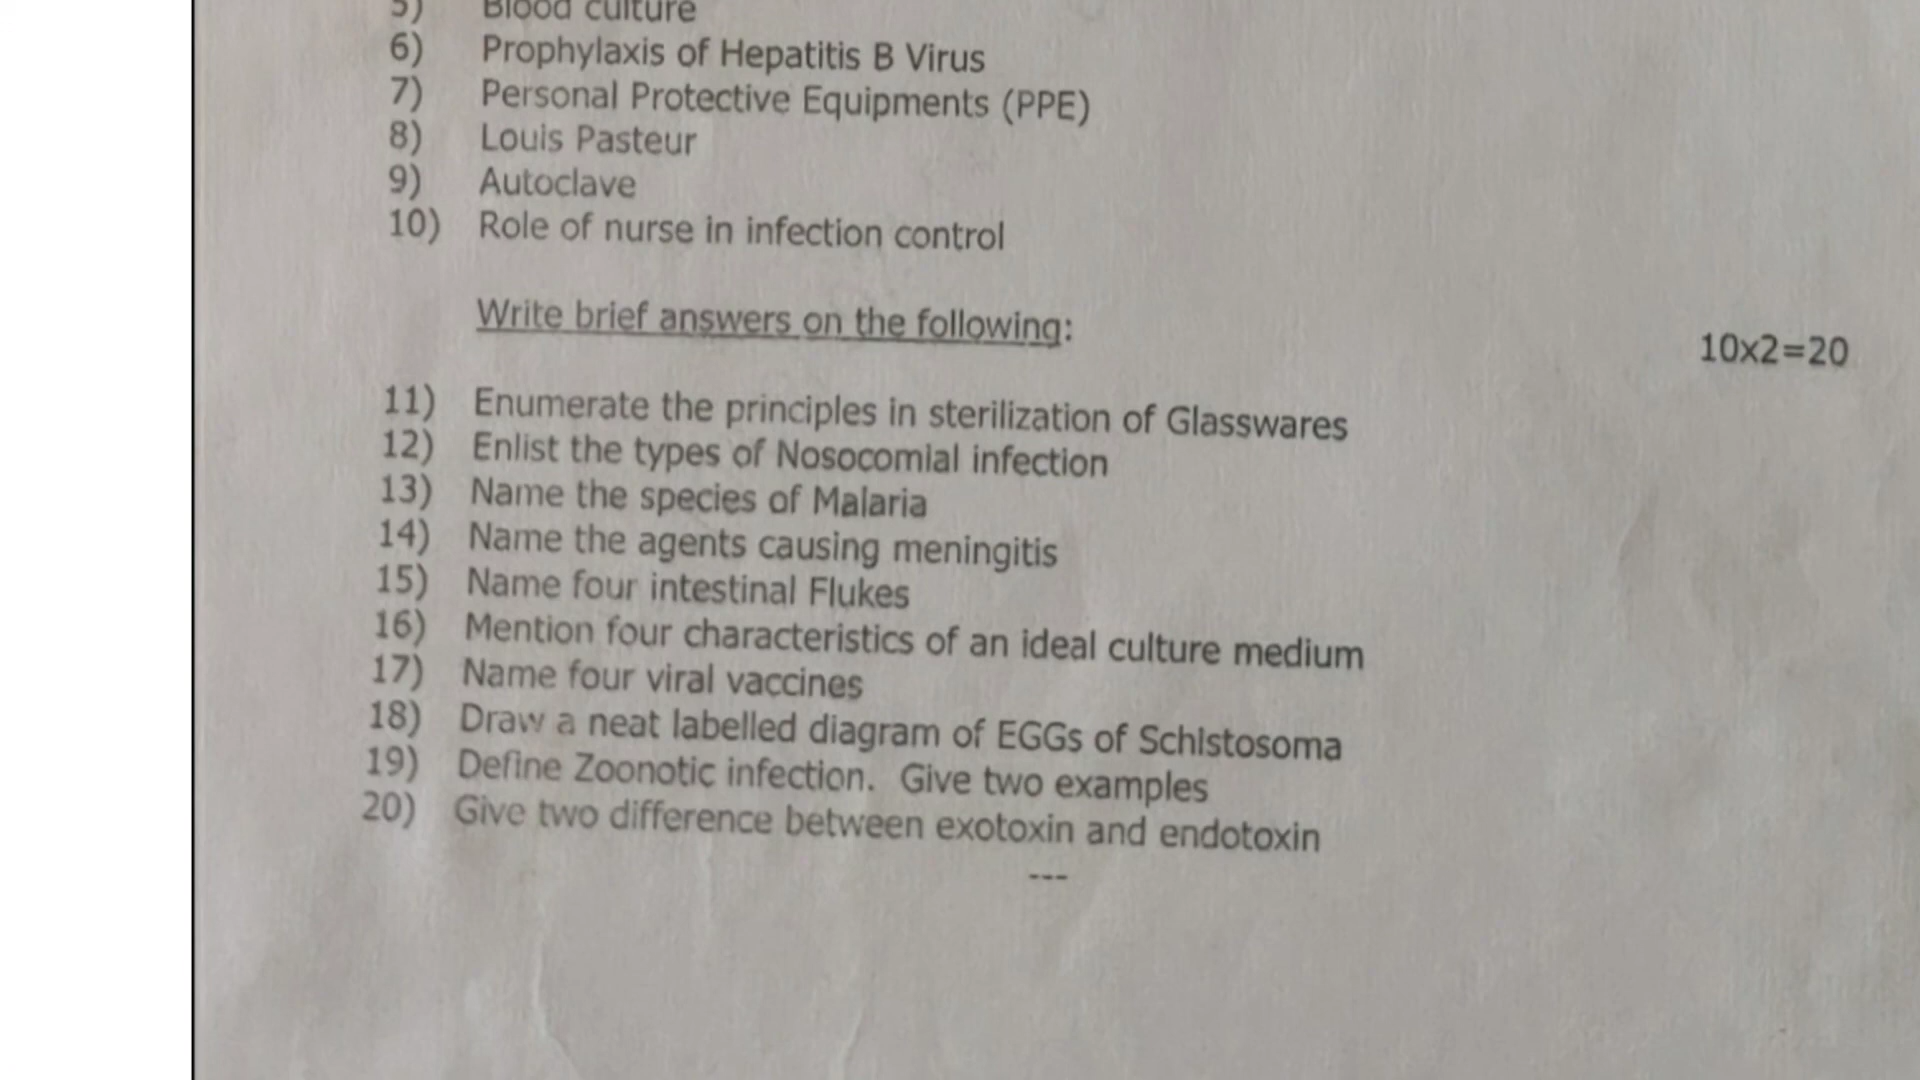 5) Blood culture
6) Prophylaxis of Hepatitis B Virus
7) Personal Protective Equipments (PPE)
8) Louis Pasteur
9) Autoclave
10) Role of nurse in infection control
Write brief answers on the following:
10x2=20
11) Enumerate the principles in sterilization of Glasswares
12) Enlist the types of Nosocomial infection
13) Name the species of Malaria
14) Name the agents causing meningitis
15) Name four intestinal Flukes
16) Mention four characteristics of an ideal culture medium
17) Name four viral vaccines
18) Draw a neat labelled diagram of EGGs of Schistosoma
19) Define Zoonotic infection. Give two examples
20) Give two difference between exotoxin and endotoxin
---